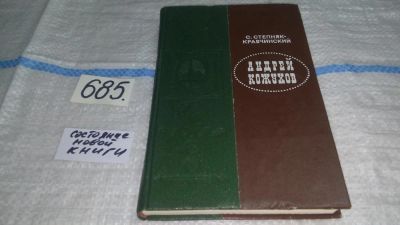 С. СТЕПНЯК-
КРАВЧИНСКИЙ
АНДРЕЙ
КОЖУХОВ
685.
состояние
новой
книги